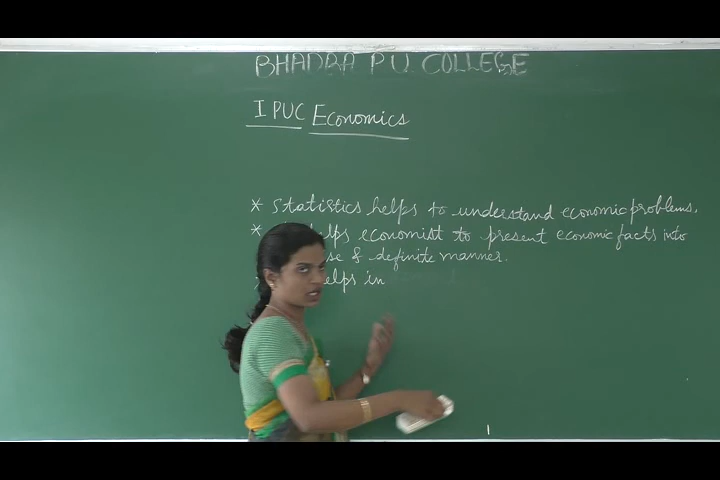 BHADRA PU COLLEGE
I PUC Economics
* Statistics helps to understand economic problems.
* helps economist to present economic facts into
& definite manner.
helps in